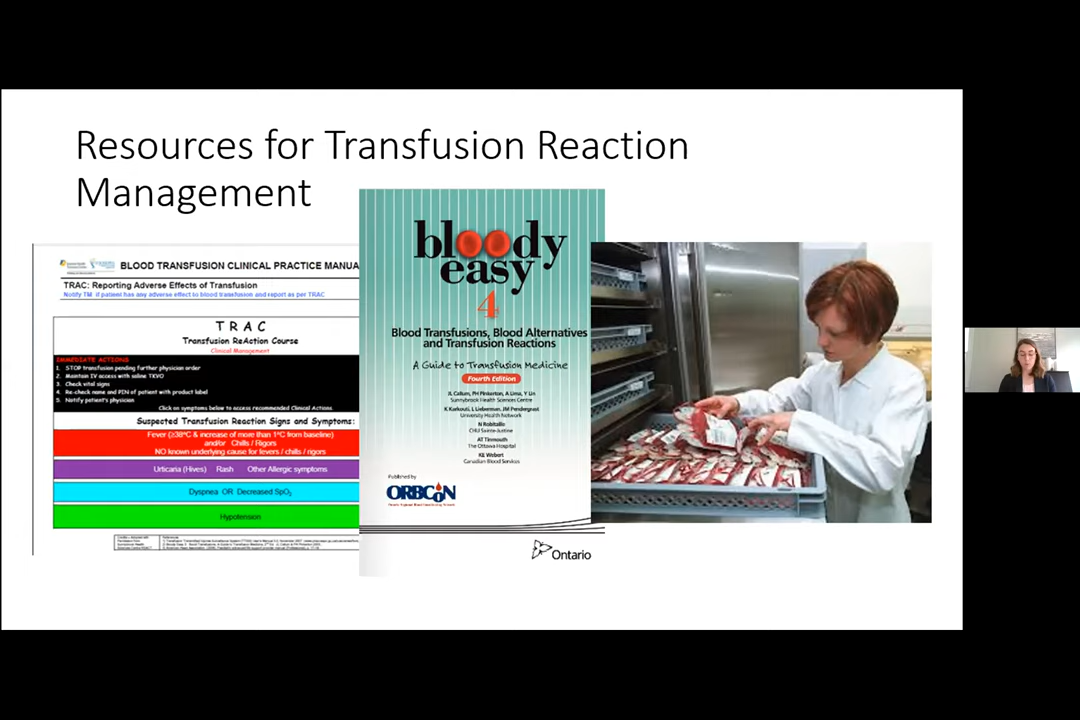 Resources for Transfusion Reaction
Management
BLOOD TRANSFUSION CLINICAL PRACTICE MANUA
TRAC: Reporting Adverse Effects of Transfusion
Notify TM if patient has any adverse effect to blood transfusion and report as per TRAC
T R A C
Transfusion ReAction Course
Clinical Management
IMMEDIATE ACTIONS
1. STOP transfusion pending further physician order
2. Maintain IV access with saline TKVO
3. Check vital signs
4. Re-check name and PIN of patient with product label
5. Notify patient's physician
Click on symptoms below to access recommended Clinical Actions
Suspected Transfusion Reaction Signs and Symptoms:
Fever (≥38°C & increase of more than 1°C from baseline)
and/or Chills / Rigors
NO known underlying cause for fevers / chills / rigors
Urticaria (Hives) Rash Other Allergic symptoms
Dyspnea OR Decreased SpO₂
Hypotension
bloody
easy
4
Blood Transfusions, Blood Alternatives
and Transfusion Reactions
A Guide to Transfusion Medicine
Fourth Edition
JL Callum, PH Pinkerton, A Lima, Y Lin
Sunnybrook Health Sciences Centre
K Karkouti, L Lieberman, JM Pendergrast
University Health Network
N Robitaille
CHU Sainte-Justine
AT Tinmouth
The Ottawa Hospital
KE Webert
Canadian Blood Services
Published by
ORBCoN
Ontario